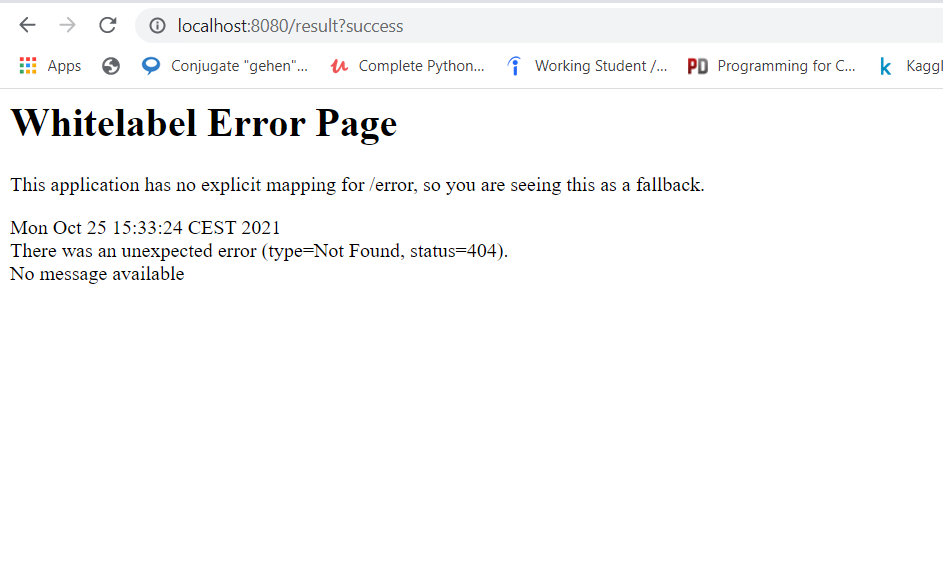 localhost:8080/result?success
Apps Conjugate "gehen"... Complete Python... Working Student /... PD Programming for C... k Kaggl
Whitelabel Error Page
This application has no explicit mapping for /error, so you are seeing this as a fallback.
Mon Oct 25 15:33:24 CEST 2021
There was an unexpected error (type=Not Found, status=404).
No message available